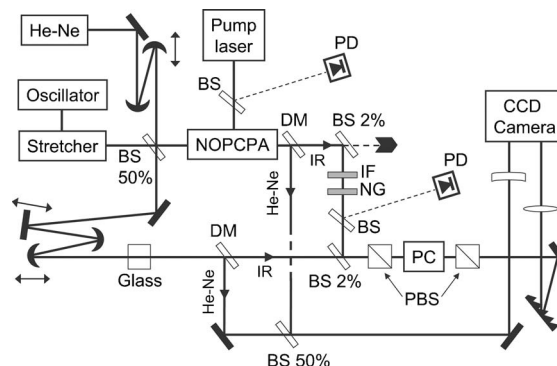 He-Ne
Pump
laser
PD
BS
Oscillator
Stretcher
BS
50%
NOPCPA
DM
IR
BS 2%
CCD
Camera
IF
NG
PD
He-Ne
BS
DM
IR
BS 2%
PC
PBS
Glass
He-Ne
BS 50%